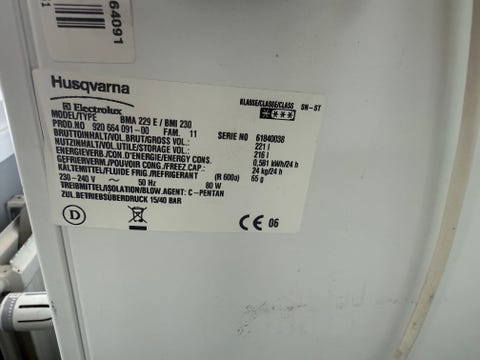 64091
Husqvarna
Electrolux
KLASSE/CLASSE/CLASS SN-ST
MODELL/TYPE BMA 229 E / BMI 230
PROD.NO 920 664 091-00 FAM. 11 SERIE NO 61840038
BRUTTOINHALT/VOL.BRUT/GROSS VOL: 221 l
NUTZINHALT/VOL.UTILE/STORAGE VOL: 216 l
ENERGIEVERB./CON.D'ENERGIE/ENERGY CONS. 0,581 kWh/24 h
GEFRIERVERM./POUVOIR CONG./FREEZ CAP.: 24 kg/24 h
KÄLTEMITTEL/FLUIDE FRIG./REFRIGERANT (R 600a) 65 g
230-240 V ~ 50 Hz 80 W
TREIBMITTEL/ISOLATION/BLOW.AGENT: C-PENTAN
ZUL.BETRIEBSÜBERDRUCK 15/40 BAR
D CE 06